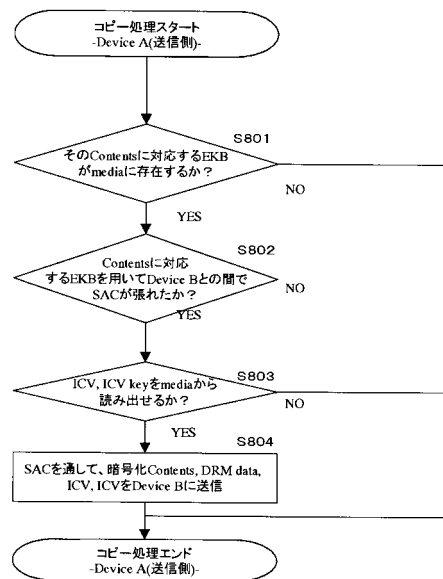 コピー処理スタート
-Device A(送信側)-
S801
そのContentsに対応するEKB
がmediaに存在するか？
NO
YES
S802
Contentsに対応
するEKBを用いてDevice Bとの間で
SACが張れたか？
NO
YES
S803
ICV, ICV keyをmediaから
読み出せるか？
NO
YES
S804
SACを通して、暗号化Contents, DRM data,
ICV, ICVをDevice Bに送信
コピー処理エンド
-Device A(送信側)-